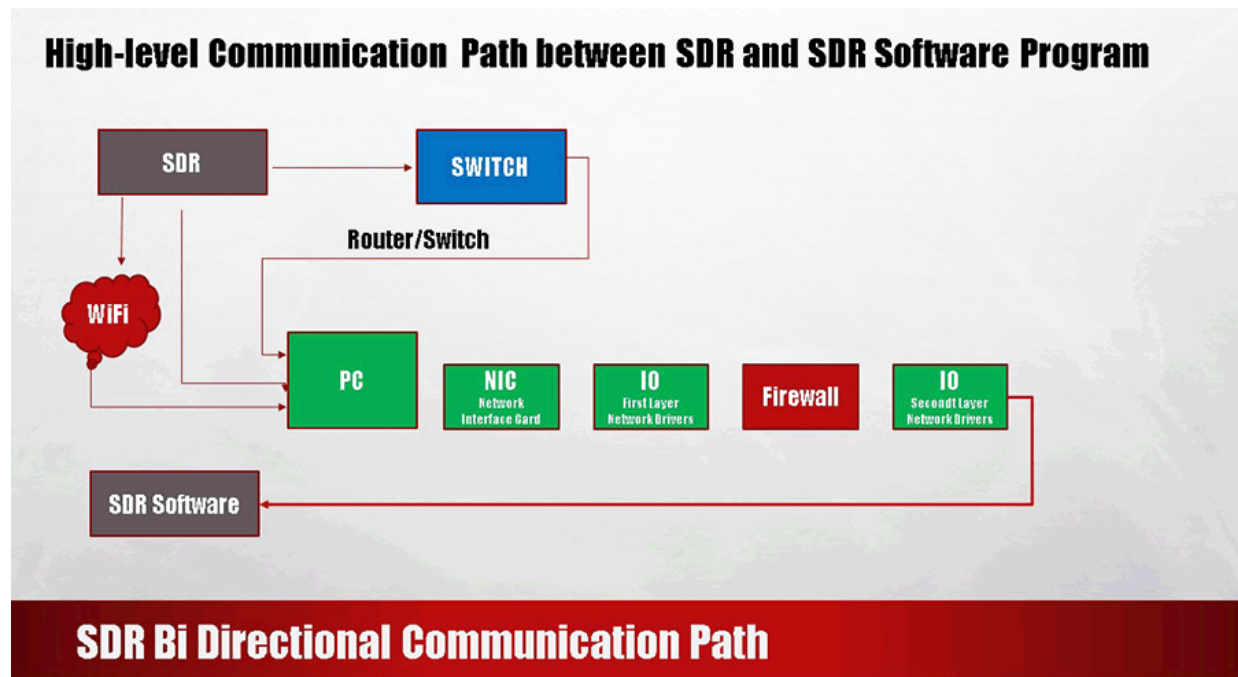 High-level Communication Path between SDR and SDR Software Program
SDR
SWITCH
Router/Switch
WiFi
PC
NIC
Network
Interface Card
IO
First Layer
Network Drivers
Firewall
IO
Secondt Layer
Network Drivers
SDR Software
SDR Bi Directional Communication Path